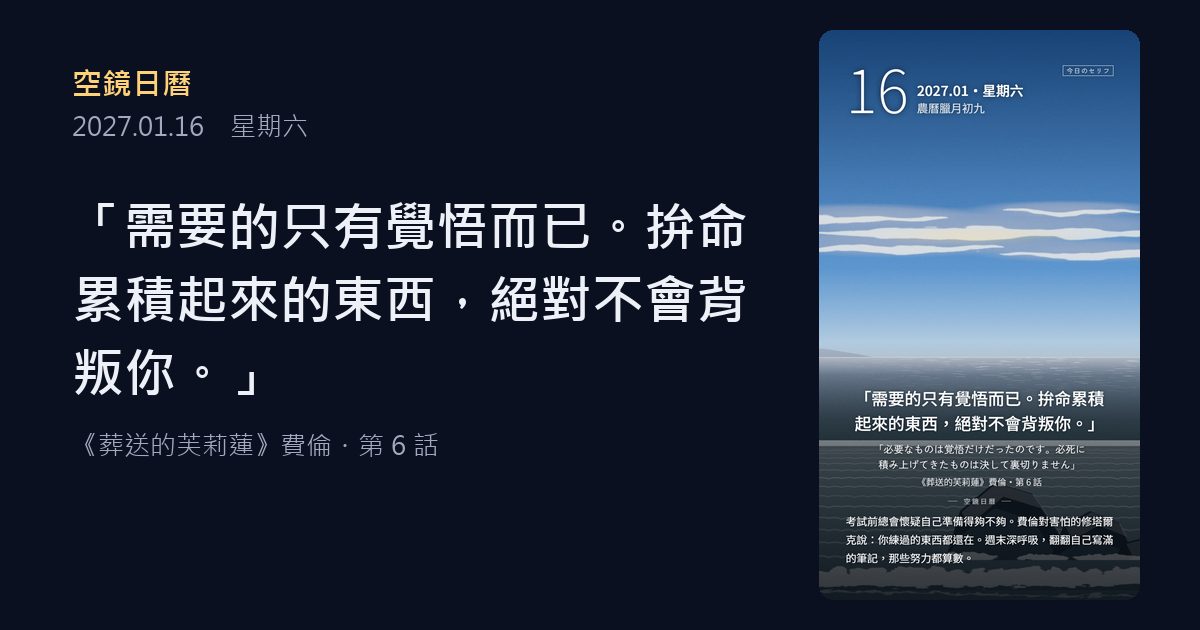 空鏡日曆
2027.01.16 星期六
「需要的只有覺悟而已。拚命
累積起來的東西，絕對不會背
叛你。」
《葬送的芙莉蓮》費倫．第 6 話
16
2027.01・星期六
農曆臘月初九
今日のセリフ
「需要的只有覺悟而已。拚命累積
起來的東西，絕對不會背叛你。」
「必要なものは覚悟だけだったのです。必死に
積み上げてきたものは決して裏切りません」
《葬送的芙莉蓮》費倫・第 6 話
— 空鏡日曆 —
考試前總會懷疑自己準備得夠不夠。費倫對害怕的修塔爾
克說：你練過的東西都還在。週末深呼吸，翻翻自己寫滿
的筆記，那些努力都算數。